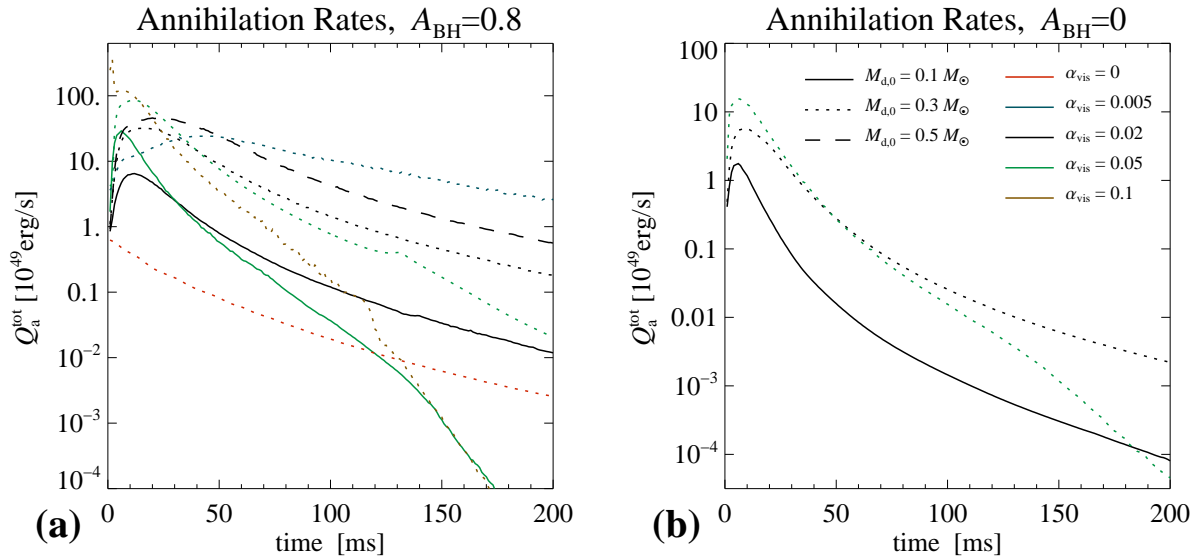 Annihilation Rates, A_BH=0.8
100.
10
1.
0.1
10^-2
10^-3
10^-4
Q_a^tot [10^49 erg/s]
0
50
100
150
200
time [ms]
(a)
Annihilation Rates, A_BH=0
100
10
1
0.1
0.01
10^-3
10^-4
Q_a^tot [10^49 erg/s]
M_d,0 = 0.1 M_⊙
M_d,0 = 0.3 M_⊙
M_d,0 = 0.5 M_⊙
α_vis = 0
α_vis = 0.005
α_vis = 0.02
α_vis = 0.05
α_vis = 0.1
0
50
100
150
200
time [ms]
(b)